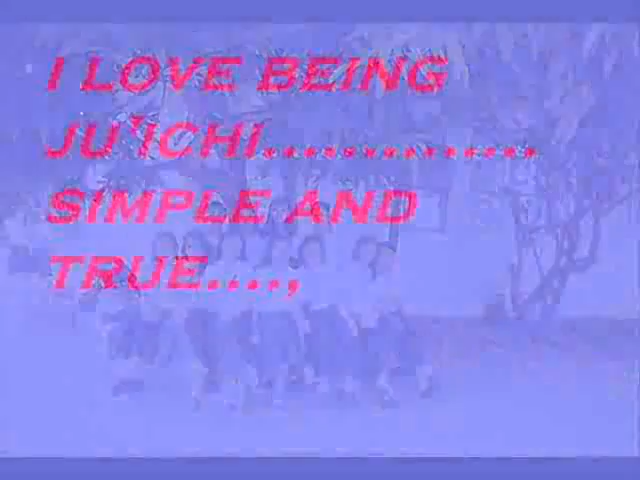 I LOVE BEING
JU'ICHI...............
SIMPLE AND
TRUE....,